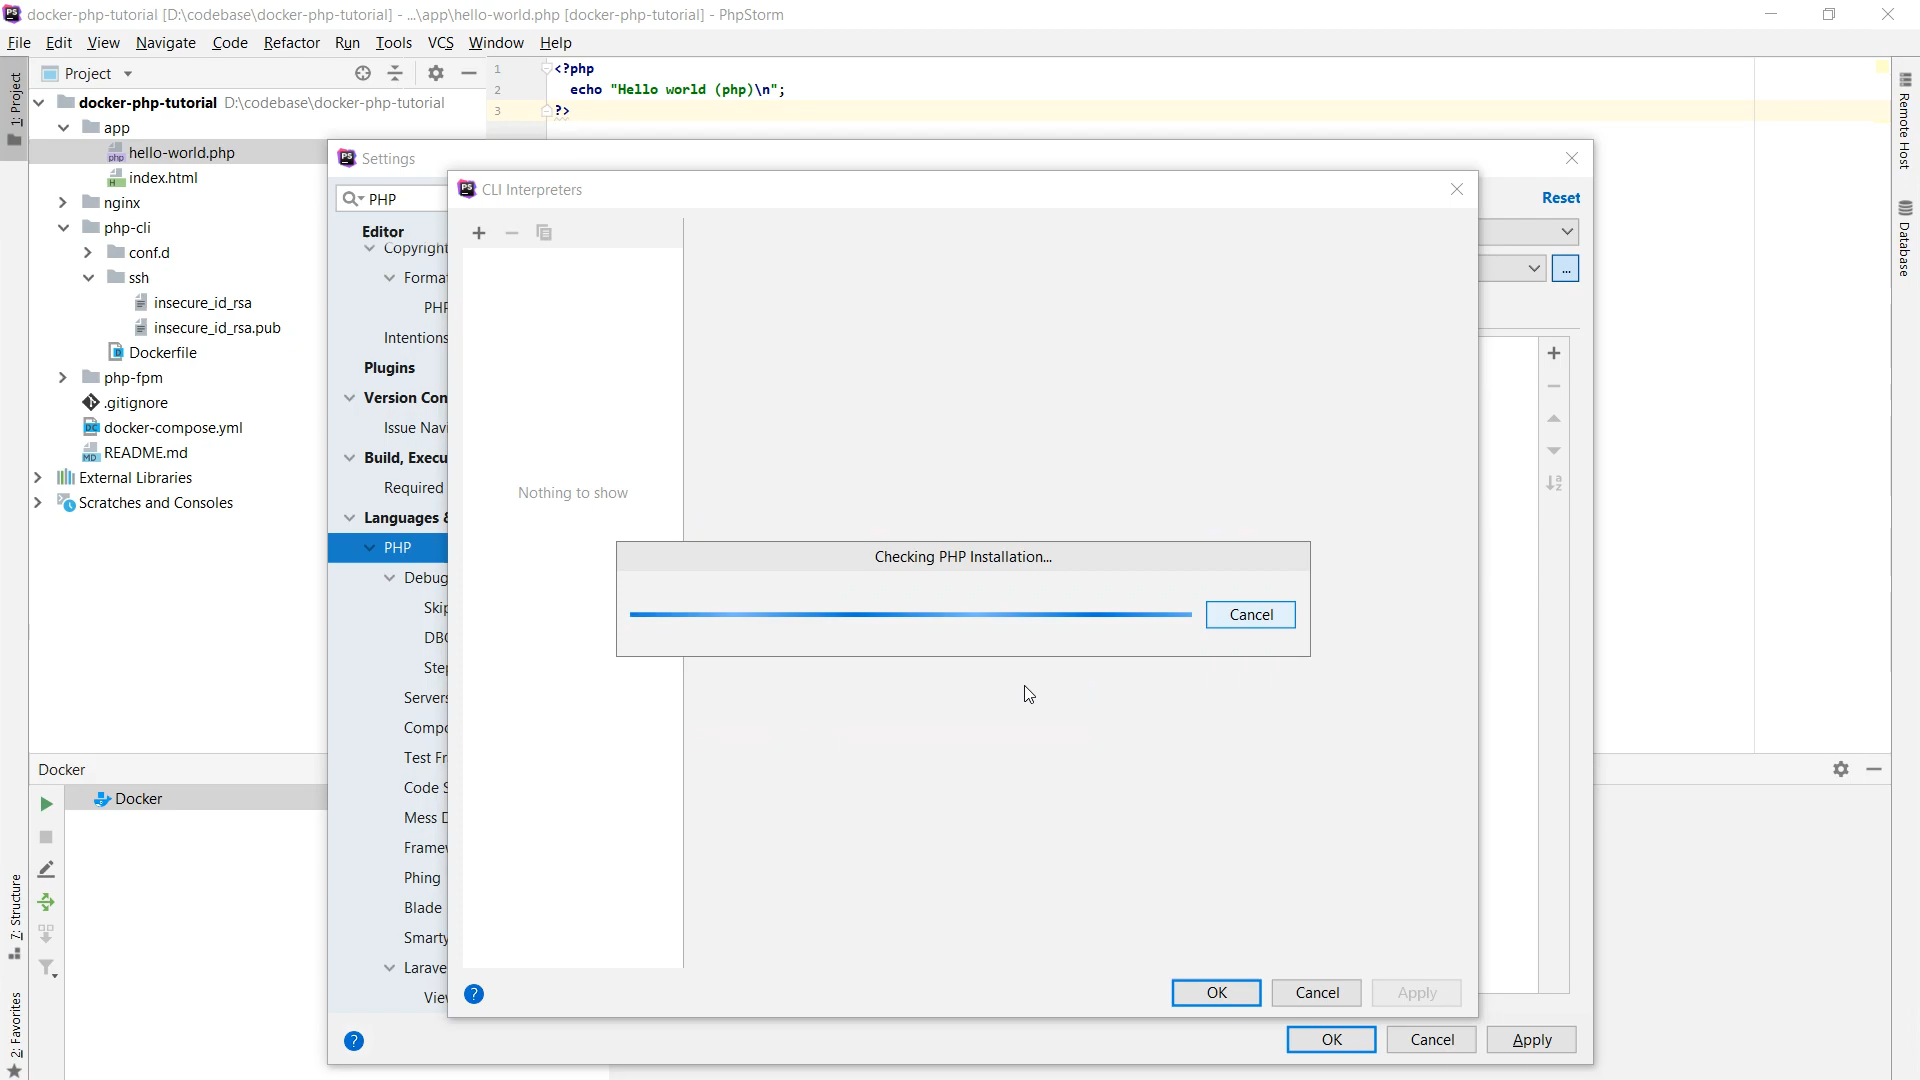 docker-php-tutorial [D:\codebase\docker-php-tutorial] - ...\app\hello-world.php [docker-php-tutorial] - PhpStorm
File Edit View Navigate Code Refactor Run Tools VCS Window Help
Project
1: Project
docker-php-tutorial D:\codebase\docker-php-tutorial
app
hello-world.php
index.html
nginx
php-cli
conf.d
ssh
insecure_id_rsa
insecure_id_rsa.pub
Dockerfile
php-fpm
.gitignore
docker-compose.yml
README.md
External Libraries
Scratches and Consoles
1 <?php
2 echo "Hello world (php)\n";
3 ?>
Remote Host
Database
Settings
PHP
Reset
Editor
Copyright
Forma
PHP
Intentions
Plugins
Version Con
Issue Navi
Build, Execu
Required
Languages &
PHP
Debug
Skip
DBG
Step
Servers
Compo
Test Fr
Code S
Mess D
Framew
Phing
Blade
Smarty
Larave
View
CLI Interpreters
Nothing to show
Checking PHP Installation...
Cancel
OK Cancel Apply
OK Cancel Apply
Docker
Docker
7: Structure
2: Favorites